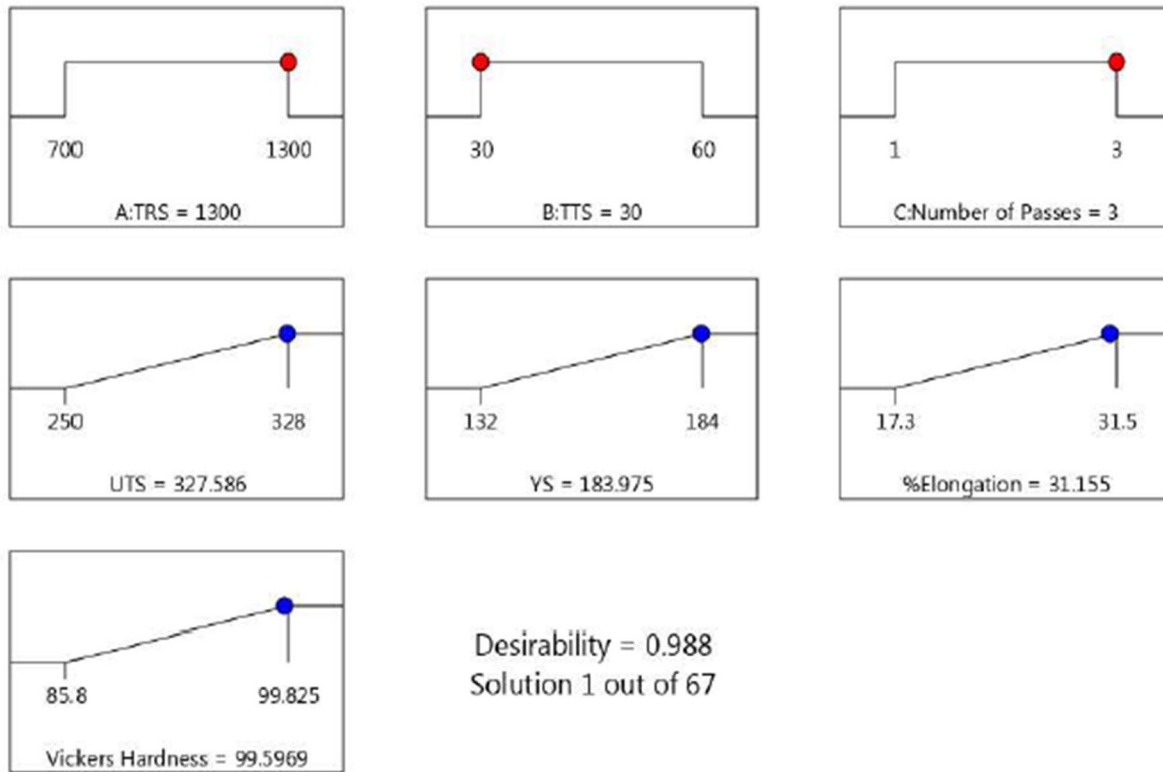 700 1300
A:TRS = 1300
30 60
B:TTS = 30
1 3
C:Number of Passes = 3
250 328
UTS = 327.586
132 184
YS = 183.975
17.3 31.5
%Elongation = 31.155
85.8 99.825
Vickers Hardness = 99.5969
Desirability = 0.988
Solution 1 out of 67